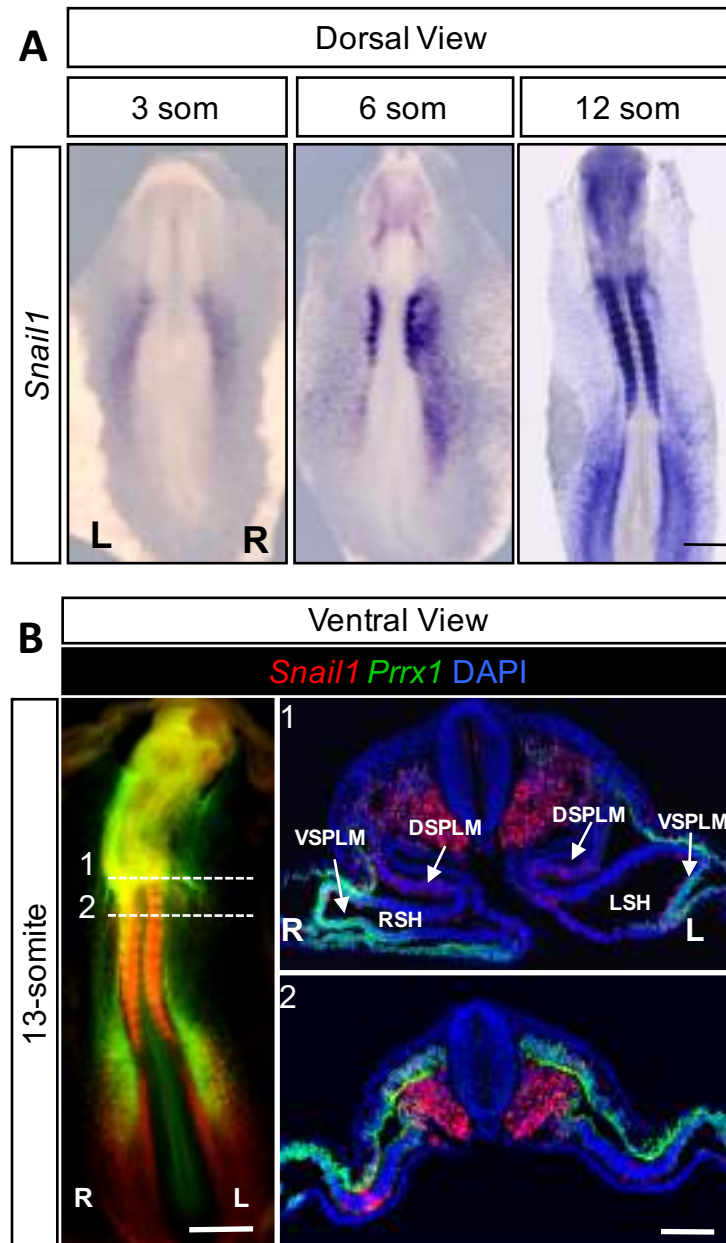 A
Dorsal View
3 som
6 som
12 som
Snail1
L
R
B
Ventral View
Snail1 Prrx1 DAPI
13-somite
1
2
R
L
1
VSPLM
DSPLM
DSPLM
VSPLM
RSH
LSH
R
L
2